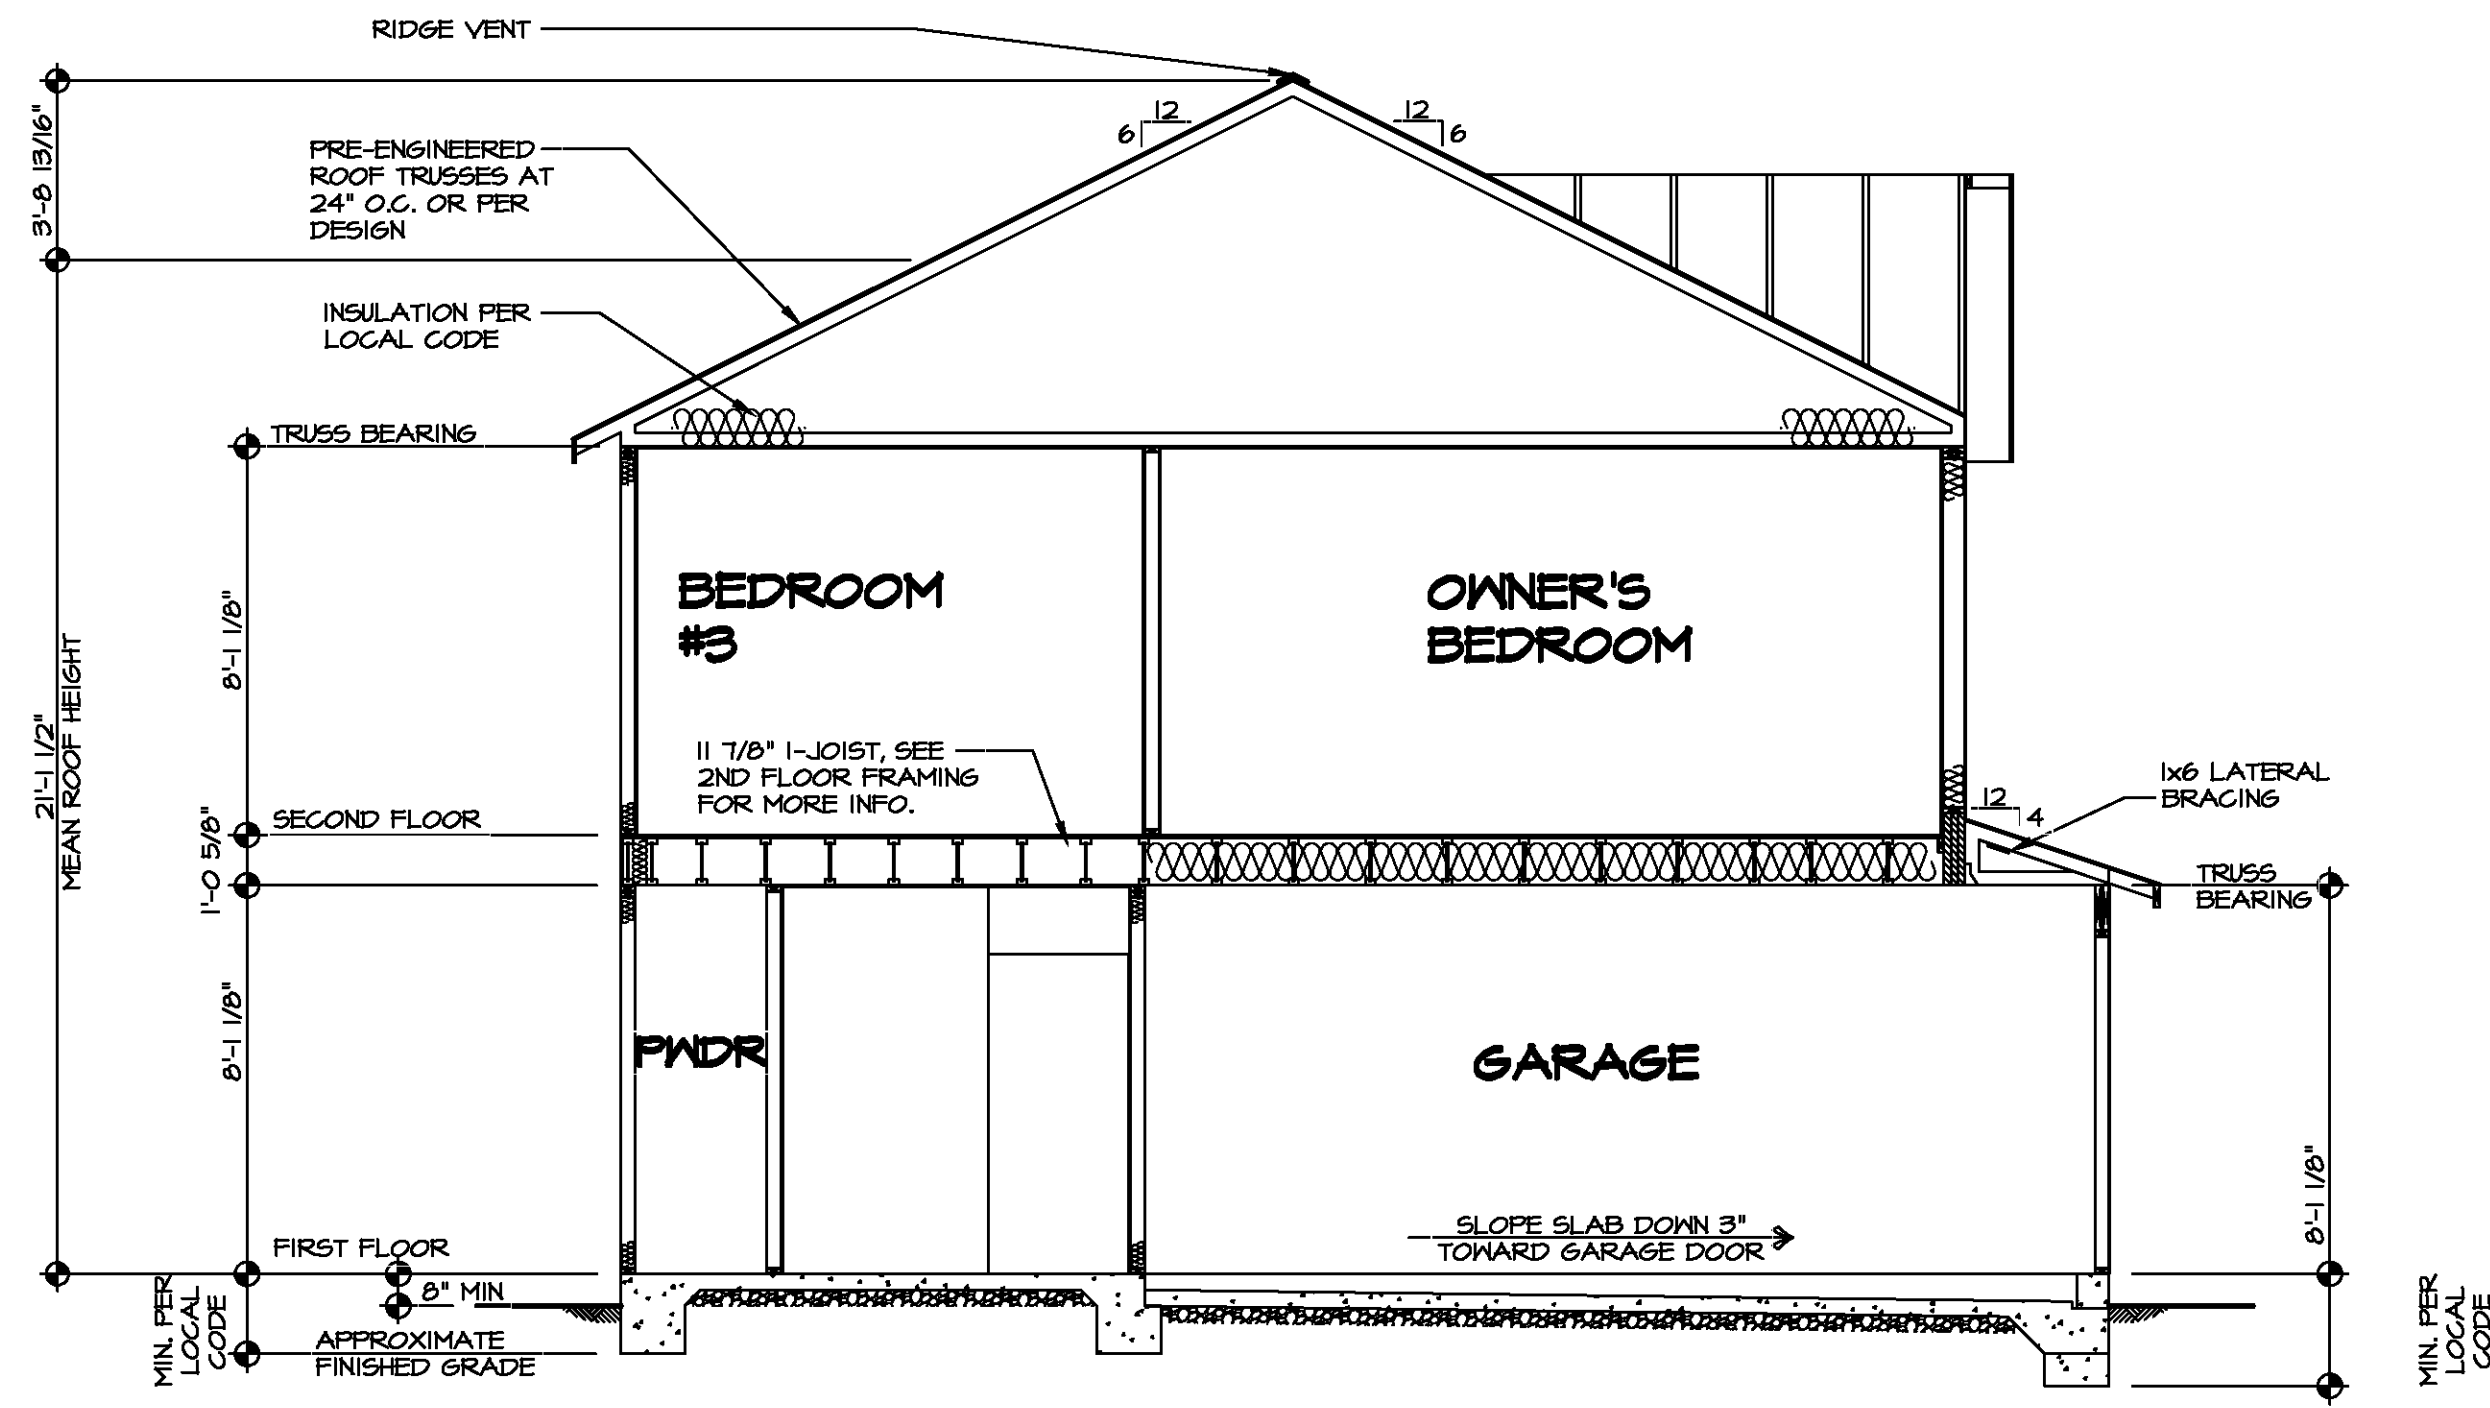 RIDGE VENT
12
6
12
6
3'-8 13/16"
PRE-ENGINEERED
ROOF TRUSSES AT
24" O.C. OR PER
DESIGN
INSULATION PER
LOCAL CODE
TRUSS BEARING
8'-1 1/8"
21'-1 1/2"
MEAN ROOF HEIGHT
BEDROOM
#3
OWNER'S
BEDROOM
11 7/8" I-JOIST, SEE
2ND FLOOR FRAMING
FOR MORE INFO.
1x6 LATERAL
BRACING
12
4
SECOND FLOOR
1'-0 5/8"
TRUSS
BEARING
8'-1 1/8"
PWDR
GARAGE
SLOPE SLAB DOWN 3"
TOWARD GARAGE DOOR
8'-1 1/8"
FIRST FLOOR
8" MIN
MIN. PER
LOCAL
CODE
APPROXIMATE
FINISHED GRADE
MIN. PER
LOCAL
CODE